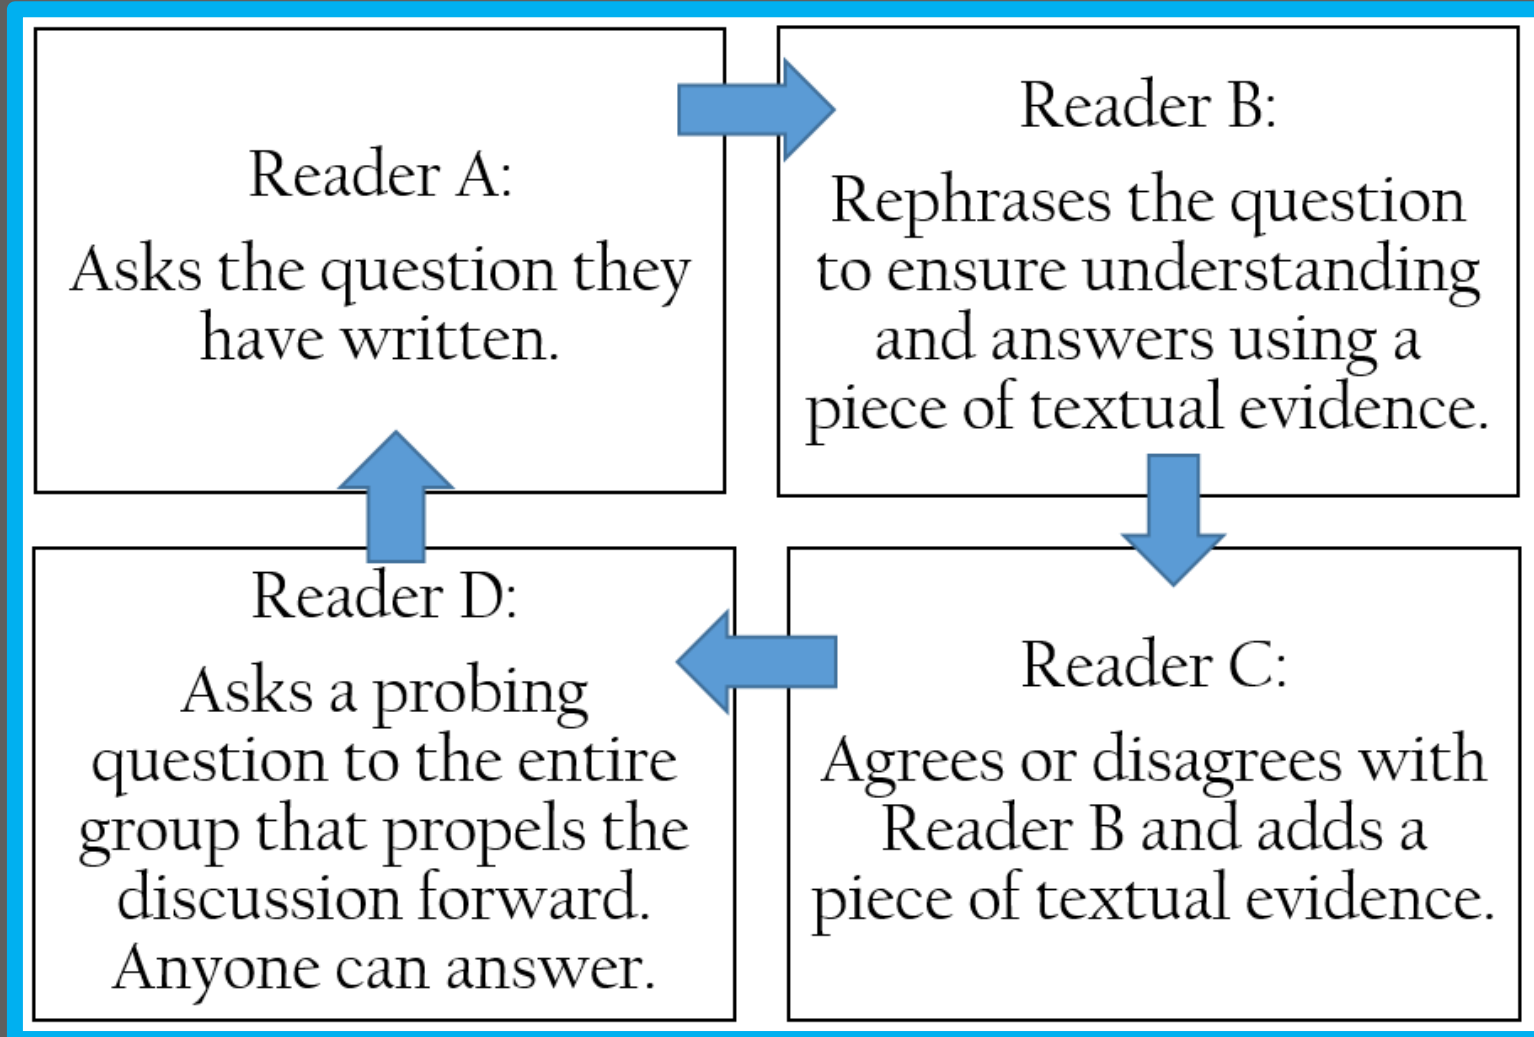 Reader A:
Asks the question they
have written.
Reader B:
Rephrases the question
to ensure understanding
and answers using a
piece of textual evidence.
Reader C:
Agrees or disagrees with
Reader B and adds a
piece of textual evidence.
Reader D:
Asks a probing
question to the entire
group that propels the
discussion forward.
Anyone can answer.